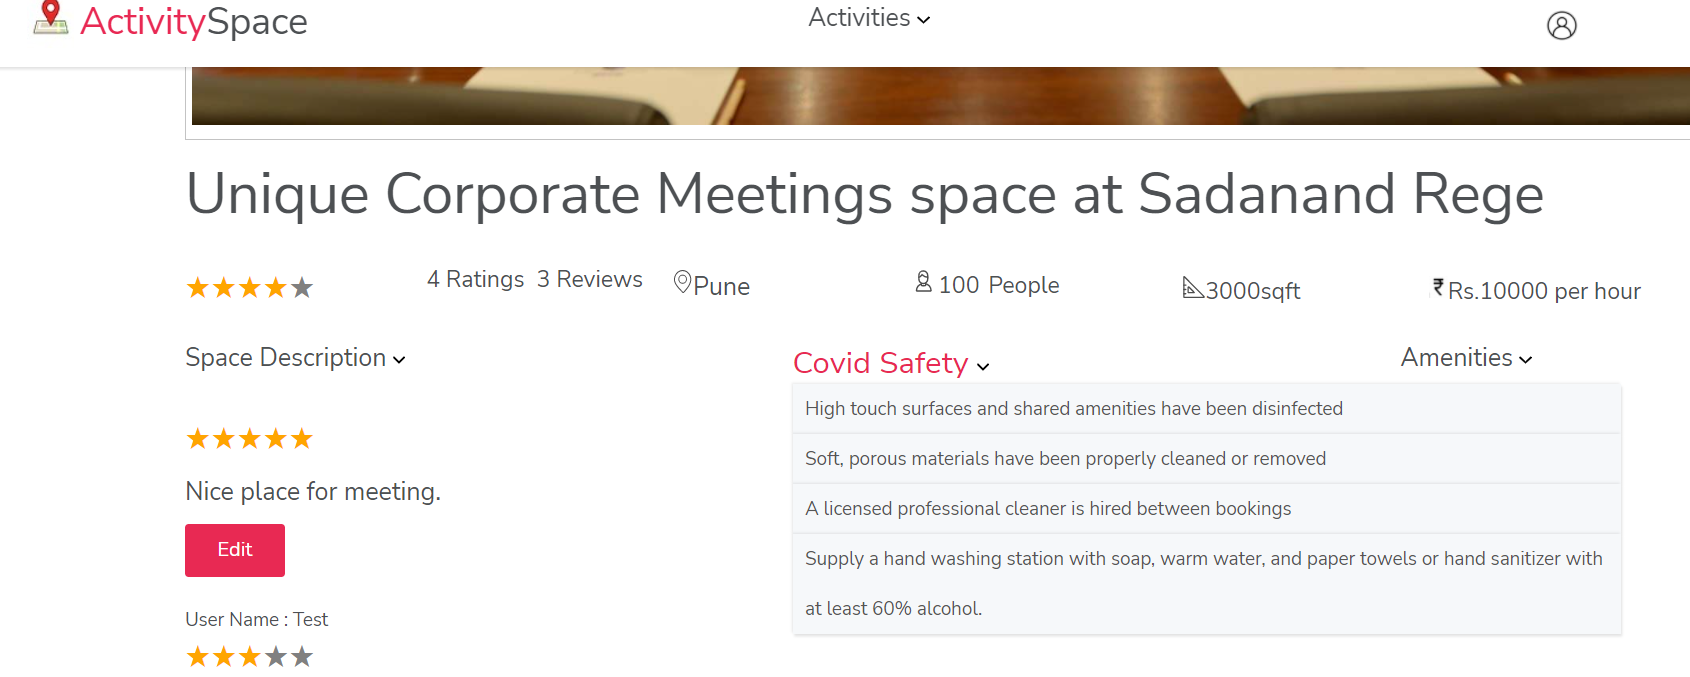 ActivitySpace
Activities
Unique Corporate Meetings space at Sadanand Rege
4 Ratings 3 Reviews Pune 100 People 3000sqft ₹ Rs.10000 per hour
Space Description
Covid Safety
Amenities
High touch surfaces and shared amenities have been disinfected
Soft, porous materials have been properly cleaned or removed
A licensed professional cleaner is hired between bookings
Supply a hand washing station with soap, warm water, and paper towels or hand sanitizer with
at least 60% alcohol.
Nice place for meeting.
Edit
User Name : Test